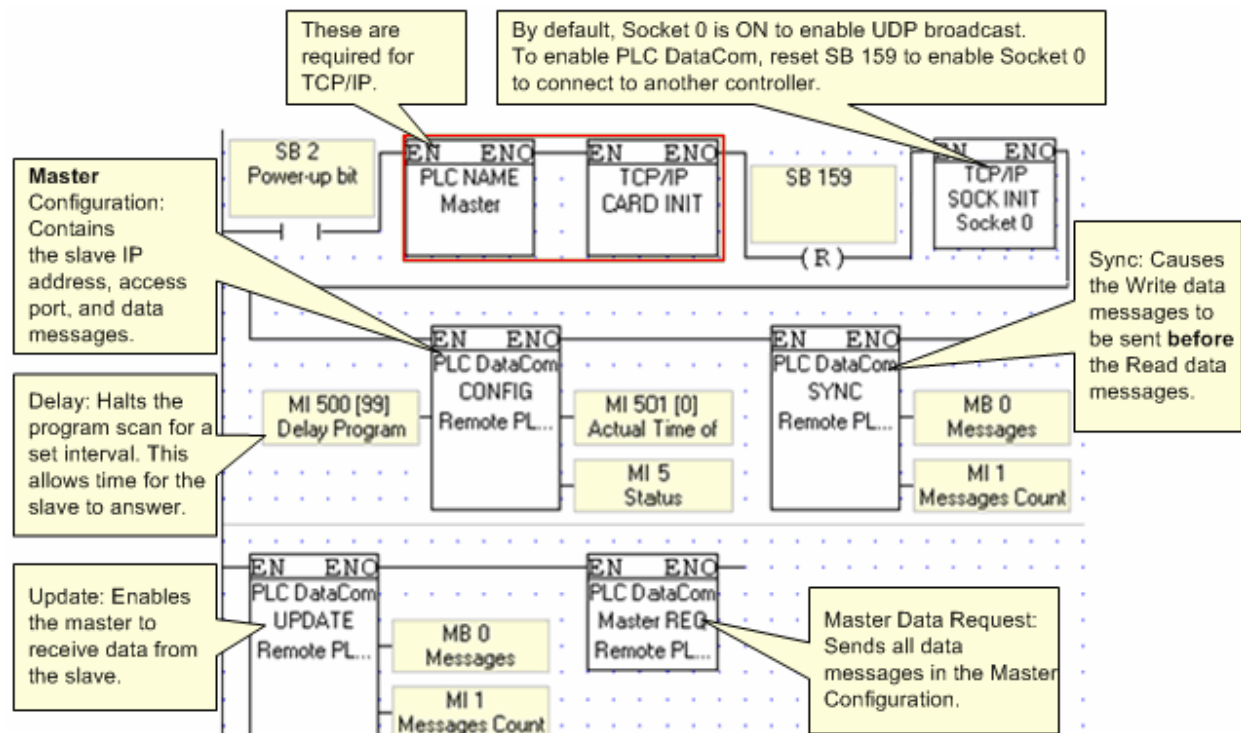 These are
required for
TCP/IP.
By default, Socket 0 is ON to enable UDP broadcast.
To enable PLC DataCom, reset SB 159 to enable Socket 0
to connect to another controller.
SB 2
Power-up bit
EN ENO
PLC NAME
Master
EN ENO
TCP/IP
CARD INIT
SB 159
(R)
EN ENO
TCP/IP
SOCK INIT
Socket 0
Master
Configuration:
Contains
the slave IP
address, access
port, and data
messages.
Sync: Causes
the Write data
messages to
be sent before
the Read data
messages.
EN ENO
PLC DataCom
CONFIG
Remote PL...
MI 500 [99]
Delay Program
MI 501 [0]
Actual Time of
MI 5
Status
EN ENO
PLC DataCom
SYNC
Remote PL...
MB 0
Messages
MI 1
Messages Count
Delay: Halts the
program scan for a
set interval. This
allows time for the
slave to answer.
Update: Enables
the master to
receive data from
the slave.
EN ENO
PLC DataCom
UPDATE
Remote PL...
MB 0
Messages
MI 1
Messages Count
EN ENO
PLC DataCom
Master REQ
Remote PL...
Master Data Request:
Sends all data
messages in the Master
Configuration.